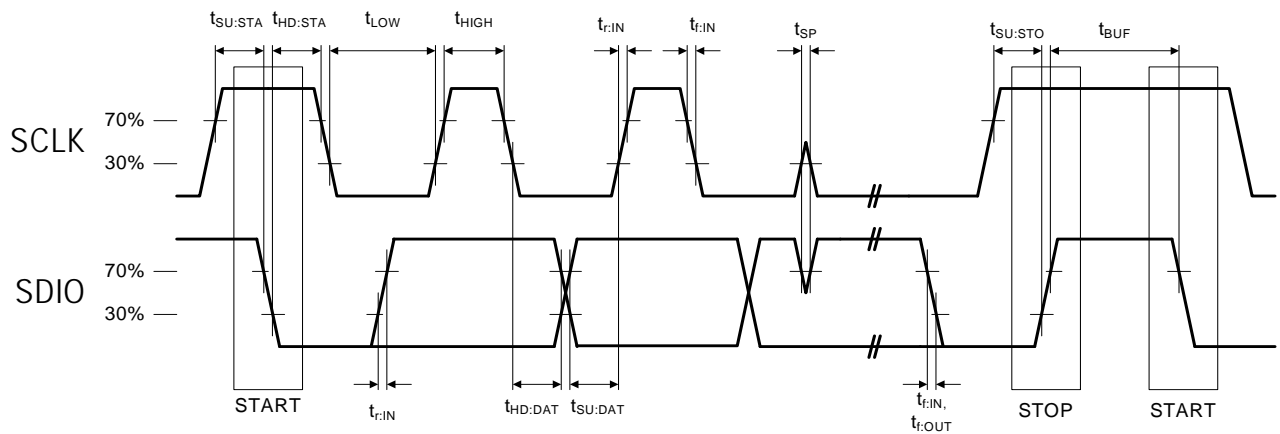 tSU:STA tHD:STA tLOW tHIGH tr:IN tf:IN tSP tSU:STO tBUF
SCLK
70%
30%
SDIO
70%
30%
START
tr:IN
tHD:DAT
tSU:DAT
tf:IN,
tf:OUT
STOP
START